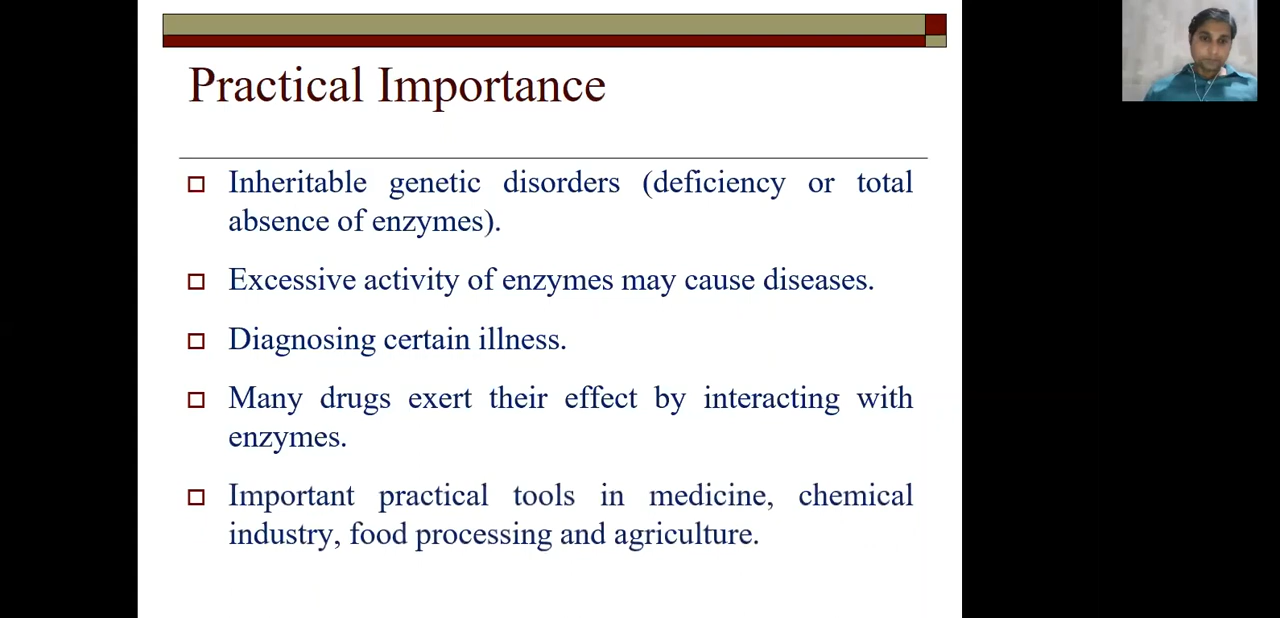 Practical Importance
Inheritable genetic disorders (deficiency or total
absence of enzymes).
Excessive activity of enzymes may cause diseases.
Diagnosing certain illness.
Many drugs exert their effect by interacting with
enzymes.
Important practical tools in medicine, chemical
industry, food processing and agriculture.